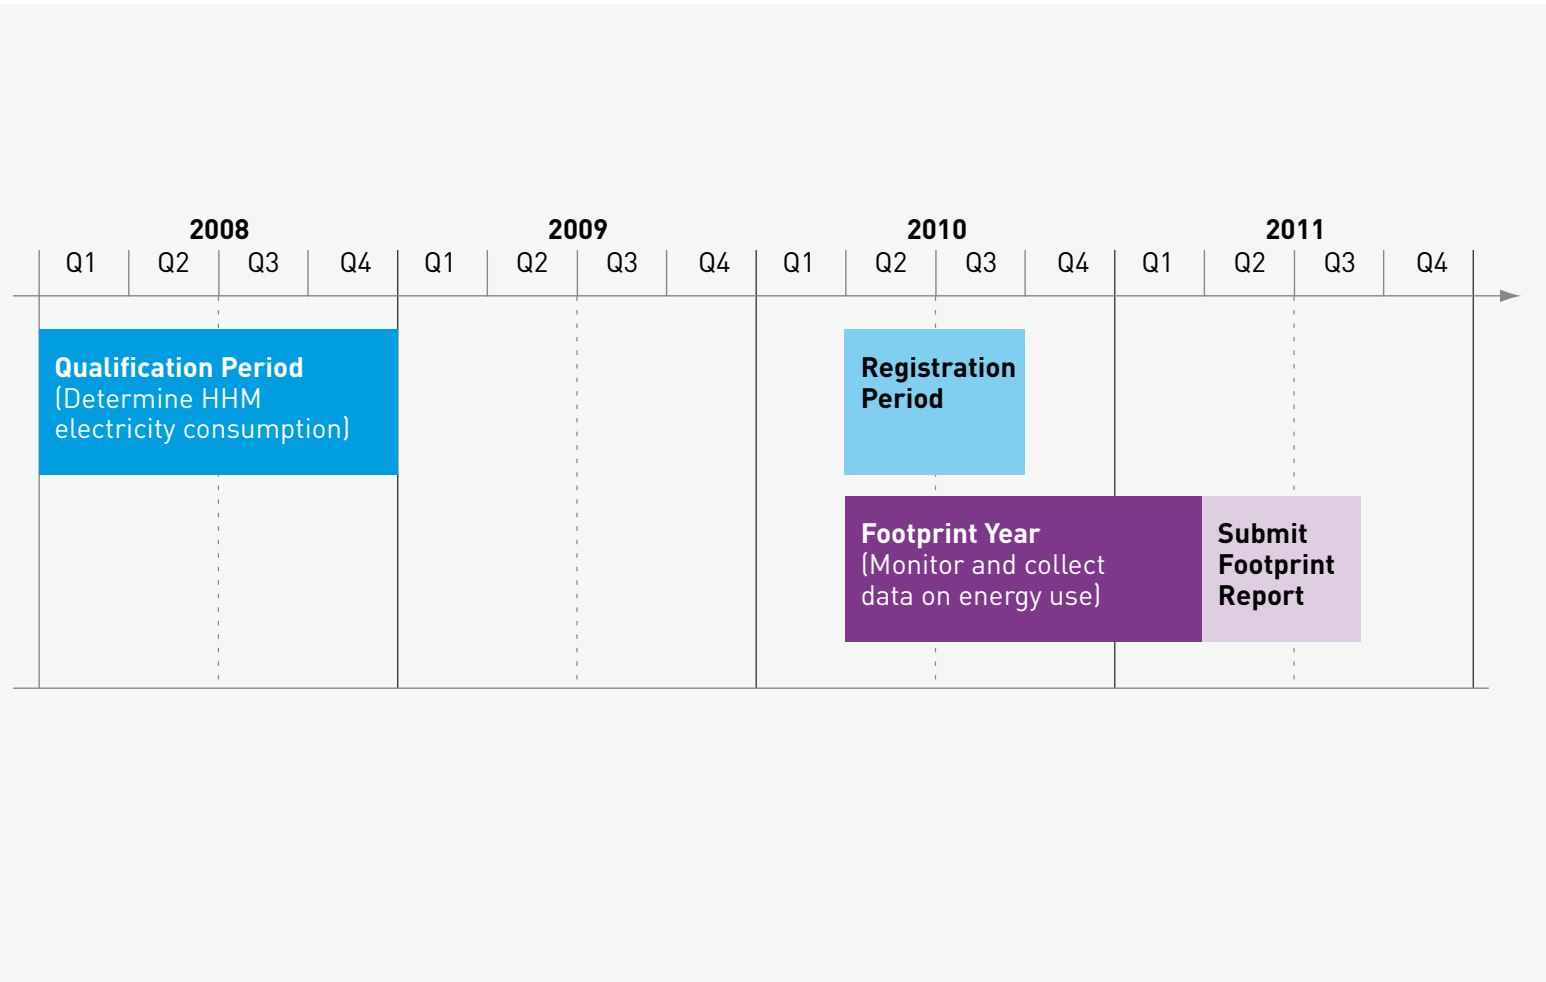 2008 2009 2010 2011
Q1 Q2 Q3 Q4 Q1 Q2 Q3 Q4 Q1 Q2 Q3 Q4 Q1 Q2 Q3 Q4
Qualification Period
(Determine HHM
electricity consumption)
Registration
Period
Footprint Year
(Monitor and collect
data on energy use)
Submit
Footprint
Report